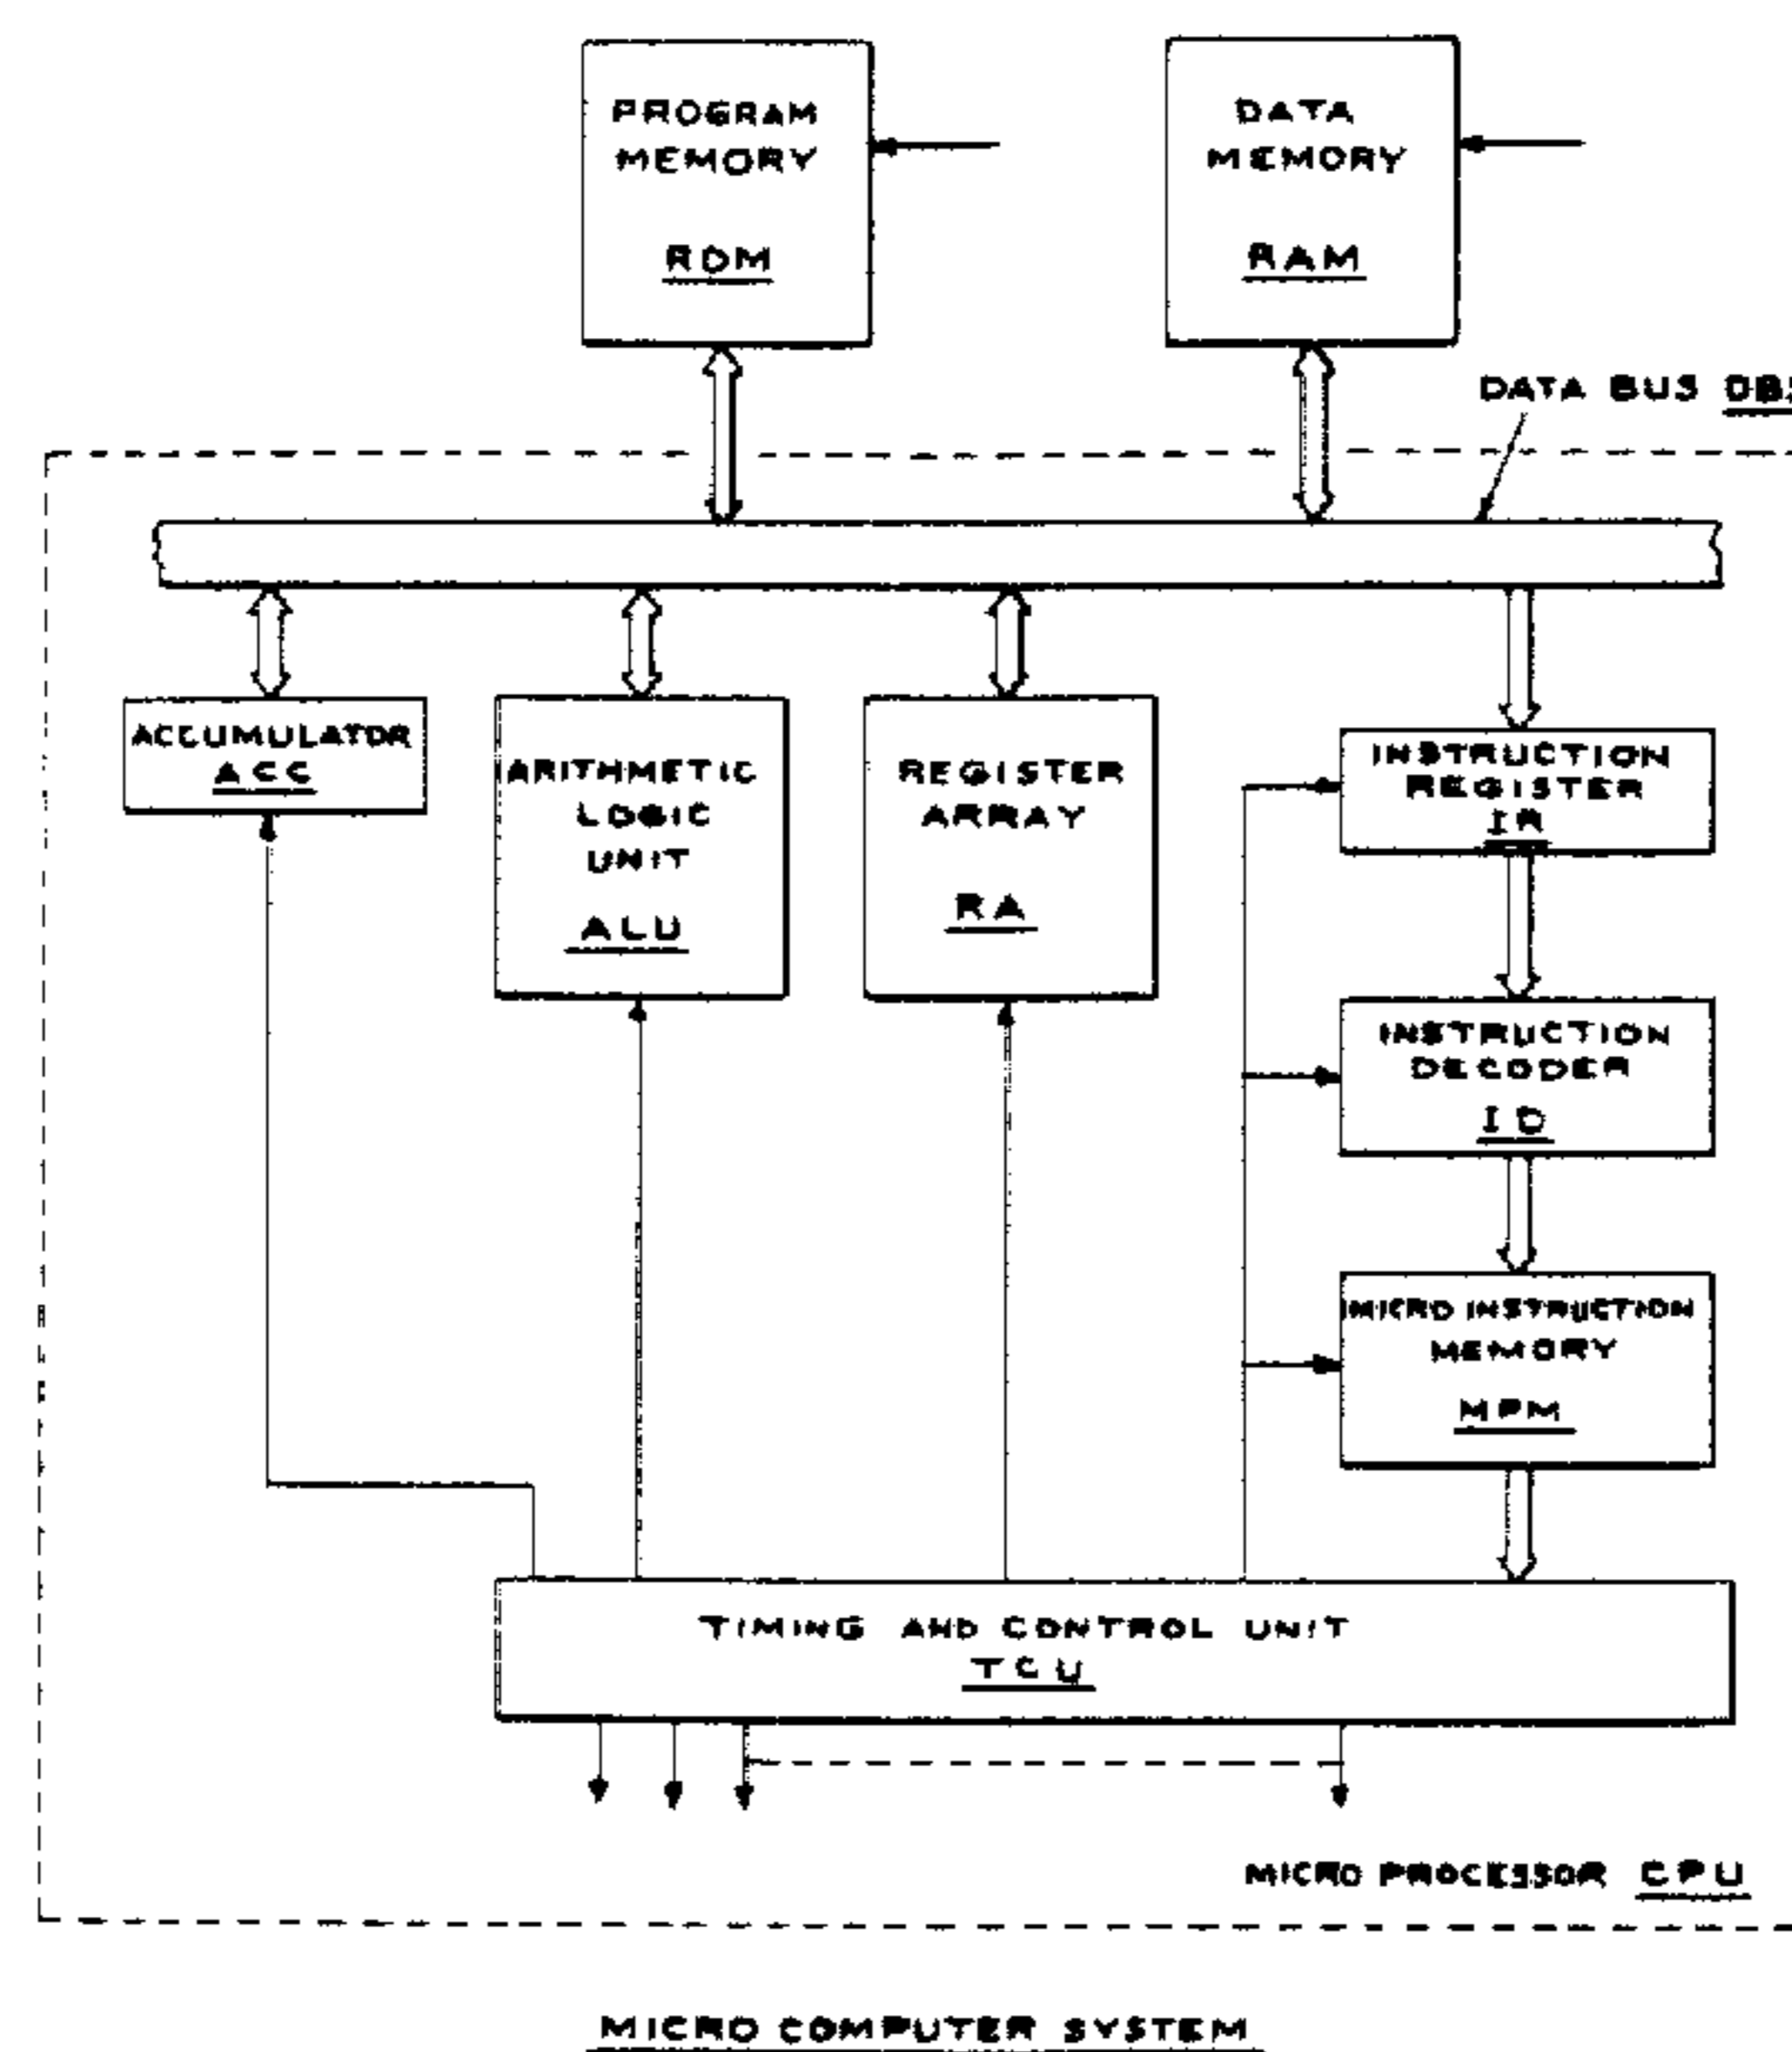 PROGRAM
MEMORY
ROM
DATA
MEMORY
RAM
DATA BUS
ACCUMULATOR
ACC
ARITHMETIC
LOGIC
UNIT
ALU
REGISTER
ARRAY
RA
INSTRUCTION
REGISTER
IR
INSTRUCTION
DECODER
ID
MICRO INSTRUCTION
MEMORY
MPM
TIMING AND CONTROL UNIT
TCU
MICRO PROCESSOR CPU
MICRO COMPUTER SYSTEM